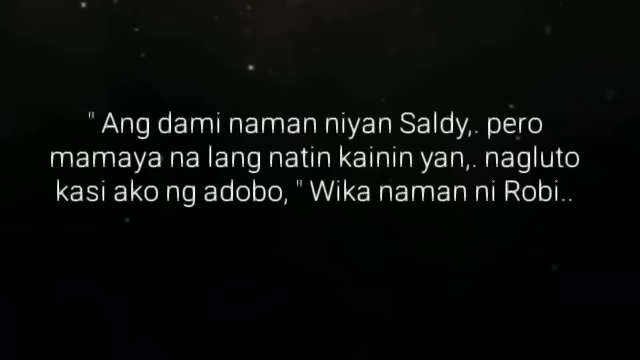 " Ang dami naman niyan Saldy,. pero
mamaya na lang natin kainin yan,. nagluto
kasi ako ng adobo, " Wika naman ni Robi..